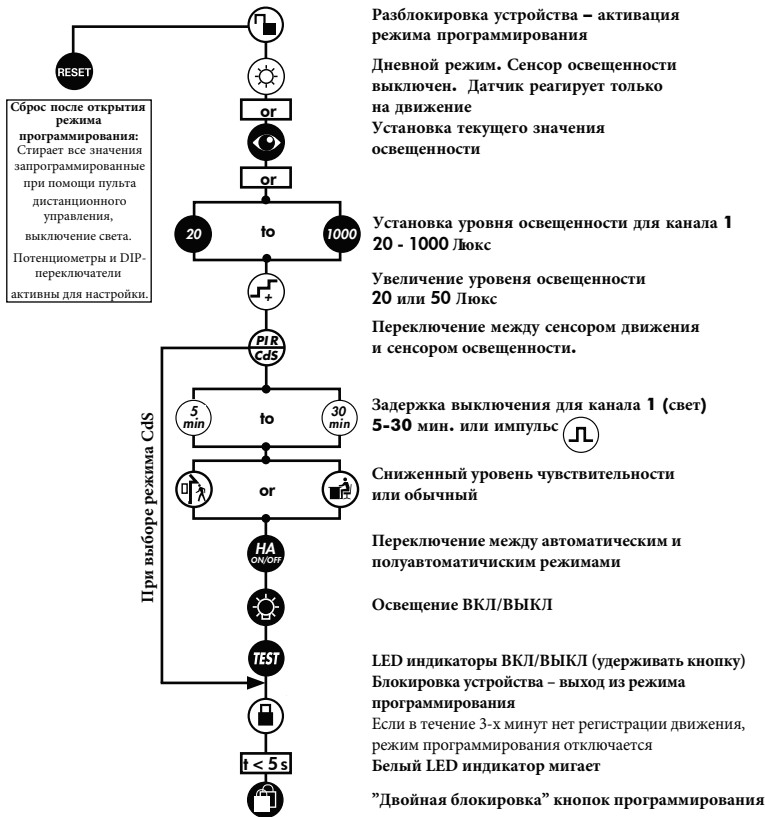 Разблокировка устройства – активация
режима программирования
RESET
Дневной режим. Сенсор освещенности
выключен. Датчик реагирует только
на движение
or
Установка текущего значения
освещенности
or
Сброс после открытия
режима
программирования:
Стирает все значения
запрограммированные
при помощи пульта
дистанционного
управления,
выключение света.
Потенциометры и DIP-
переключатели
активны для настройки.
20
to
1000
Установка уровня освещенности для канала 1
20 - 1000 Люкс
+
Увеличение уровеня освещенности
20 или 50 Люкс
PIR
CdS
Переключение между сенсором движения
и сенсором освещенности.
При выборе режима CdS
5
min
to
30
min
Задержка выключения для канала 1 (свет)
5-30 мин. или импульс
or
Сниженный уровень чувствительности
или обычный
HA
ON/OFF
Переключение между автоматическим и
полуавтоматичиским режимами
Освещение ВКЛ/ВЫКЛ
TEST
LED индикаторы ВКЛ/ВЫКЛ (удерживать кнопку)
Блокировка устройства – выход из режима
программирования
Если в течение 3-х минут нет регистрации движения,
режим программирования отключается
t < 5 s
Белый LED индикатор мигает
”Двойная блокировка” кнопок программирования